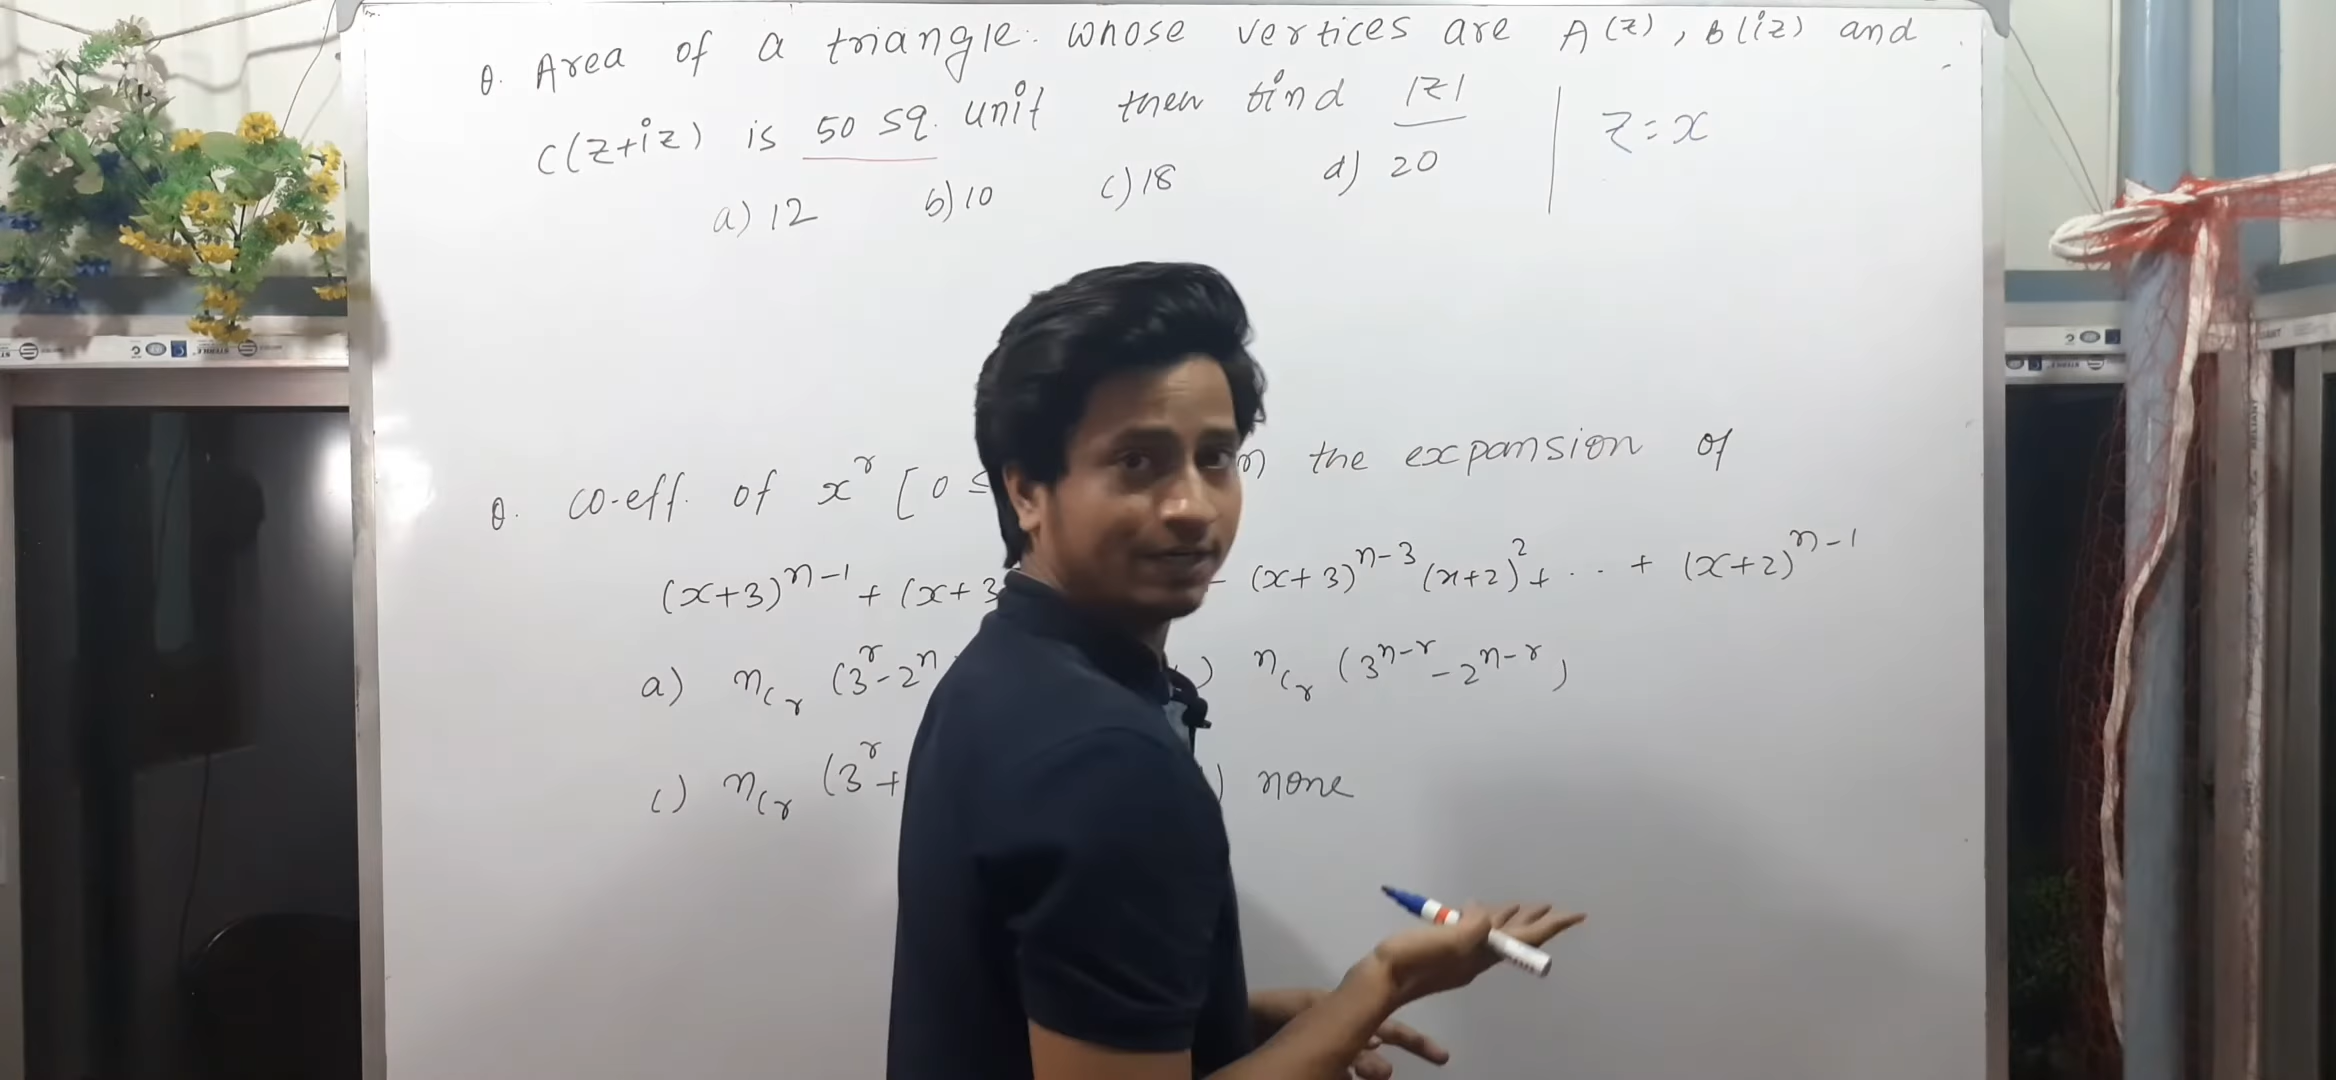 Q. Area of a triangle. whose vertices are A(z), B(iz) and
C(z+iz) is 50 sq. unit then find |z|
a) 12 b) 10 c) 18 d) 20
z = x
Q. co-eff. of x^r [0 ≤ the expansion of
(x+3)^{n-1} + (x+3 (x+3)^{n-3} (x+2)^2 + .. + (x+2)^{n-1}
a) nCr (3^r - 2^n ) nCr (3^{n-r} - 2^{n-r})
c) nCr (3^r + ) none